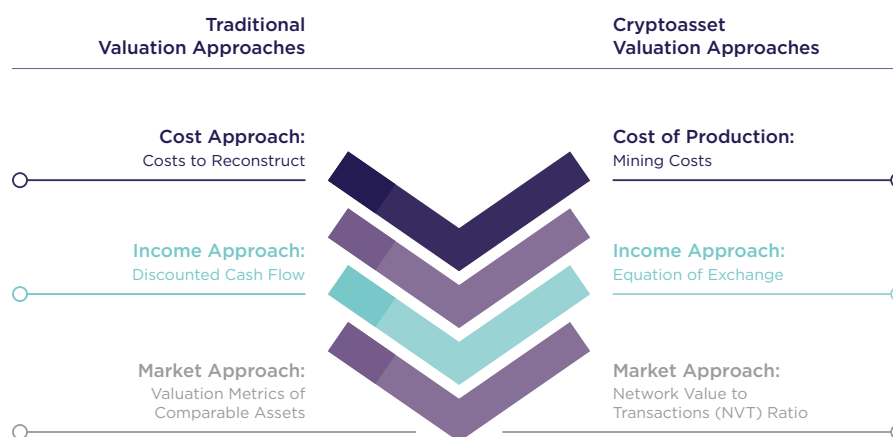 Traditional
Valuation Approaches
Cryptoasset
Valuation Approaches
Cost Approach:
Costs to Reconstruct
Cost of Production:
Mining Costs
Income Approach:
Discounted Cash Flow
Income Approach:
Equation of Exchange
Market Approach:
Valuation Metrics of
Comparable Assets
Market Approach:
Network Value to
Transactions (NVT) Ratio